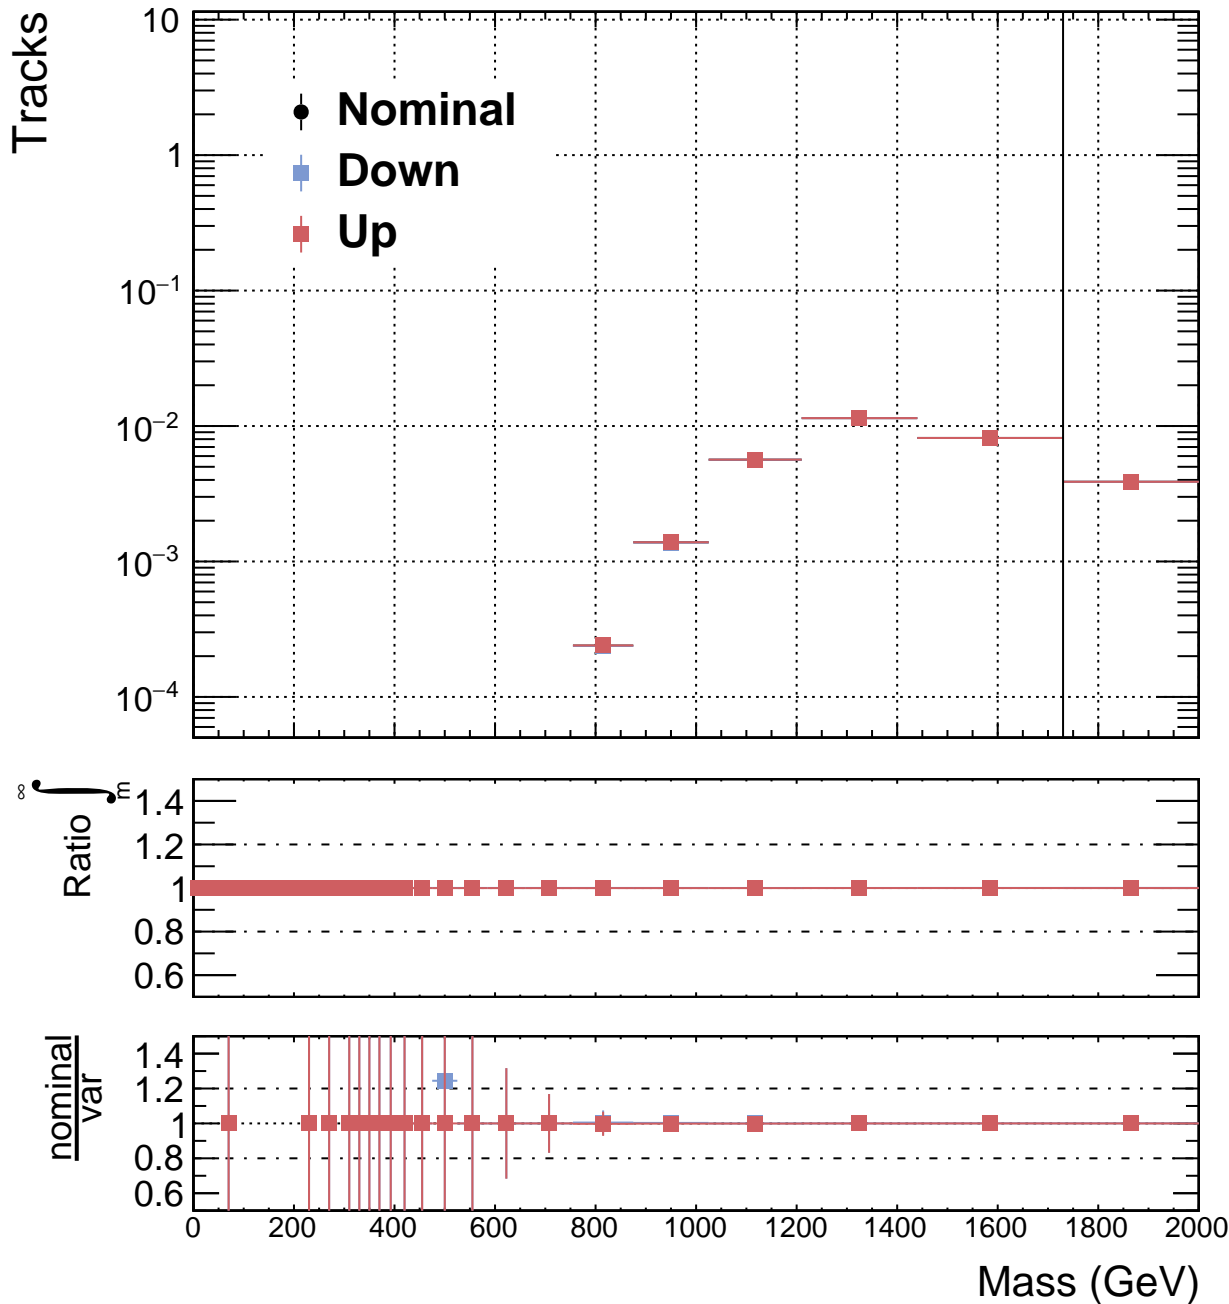 Tracks
10
1
10⁻¹
10⁻²
10⁻³
10⁻⁴
Nominal
Down
Up
Ratio ∫ₘ^∞
1.4
1.2
1
0.8
0.6
nominal
var
1.4
1.2
1
0.8
0.6
0 200 400 600 800 1000 1200 1400 1600 1800 2000
Mass (GeV)